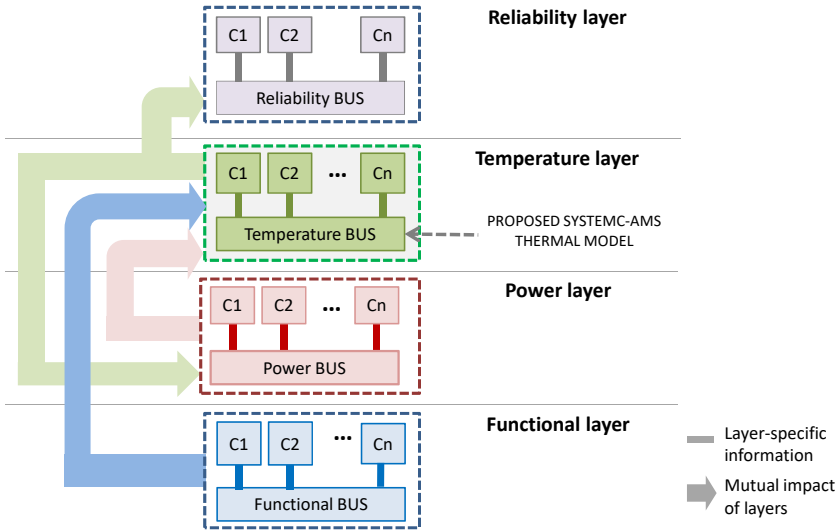 Reliability layer
C1 C2 Cn
Reliability BUS
Temperature layer
C1 C2 ... Cn
Temperature BUS
PROPOSED SYSTEMC-AMS
THERMAL MODEL
Power layer
C1 C2 ... Cn
Power BUS
Functional layer
C1 C2 ... Cn
Functional BUS
Layer-specific
information
Mutual impact
of layers